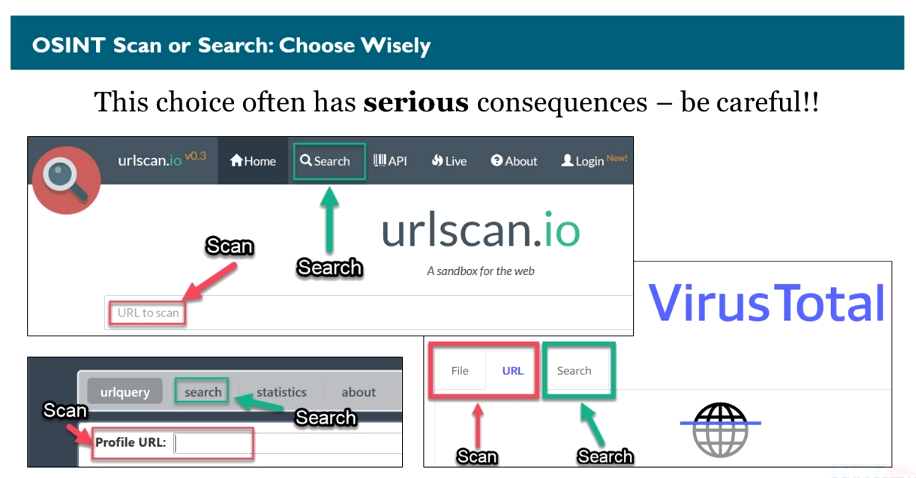 OSINT Scan or Search: Choose Wisely
This choice often has serious consequences – be careful!!
urlscan.io v0.3
Home
Search
API
Live
About
Login New!
urlscan.io
A sandbox for the web
Scan
Search
URL to scan
VirusTotal
File
URL
Search
Scan
Search
urlquery
search
statistics
about
Scan
Search
Profile URL: